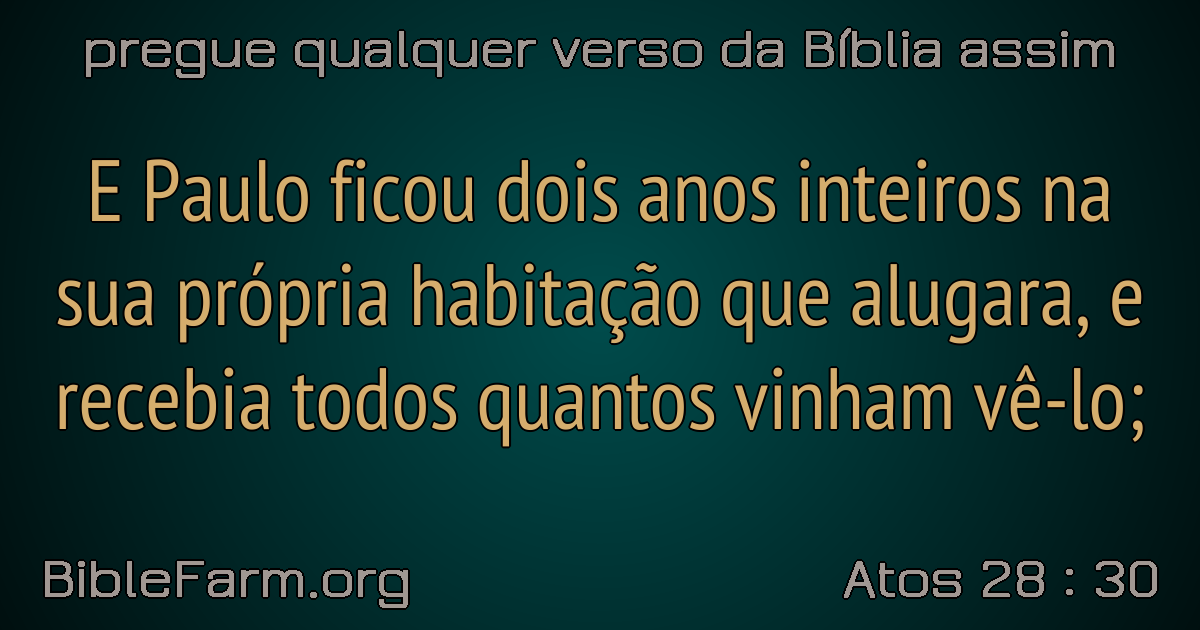 pregue qualquer verso da Bíblia assim
E Paulo ficou dois anos inteiros na
sua própria habitação que alugara, e
recebia todos quantos vinham vê-lo;
BibleFarm.org
Atos 28 : 30